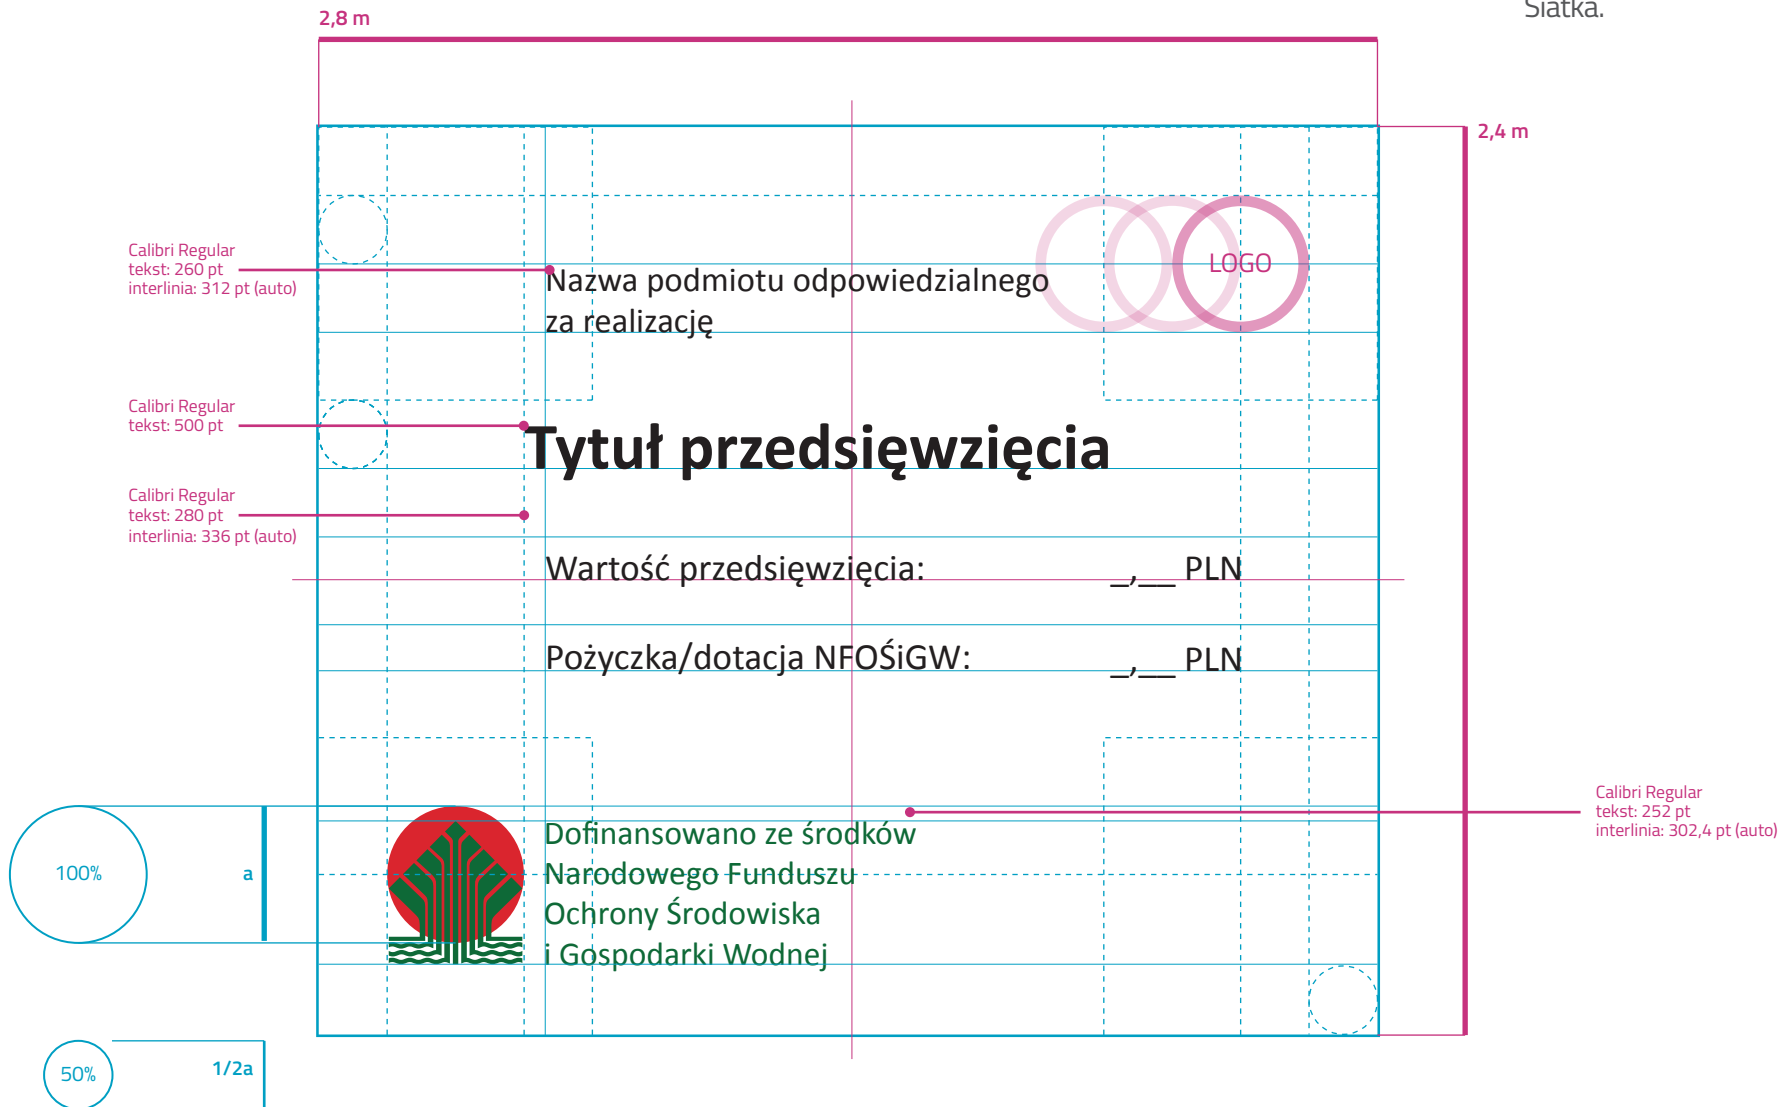 Siatka.
2,8 m
2,4 m
Calibri Regular
tekst: 260 pt
interlinia: 312 pt (auto)
Nazwa podmiotu odpowiedzialnego
za realizację
LOGO
Calibri Regular
tekst: 500 pt
Tytuł przedsięwzięcia
Calibri Regular
tekst: 280 pt
interlinia: 336 pt (auto)
Wartość przedsięwzięcia: _,__ PLN
Pożyczka/dotacja NFOŚiGW: _,__ PLN
Calibri Regular
tekst: 252 pt
interlinia: 302,4 pt (auto)
100%
a
Dofinansowano ze środków
Narodowego Funduszu
Ochrony Środowiska
i Gospodarki Wodnej
50%
1/2a